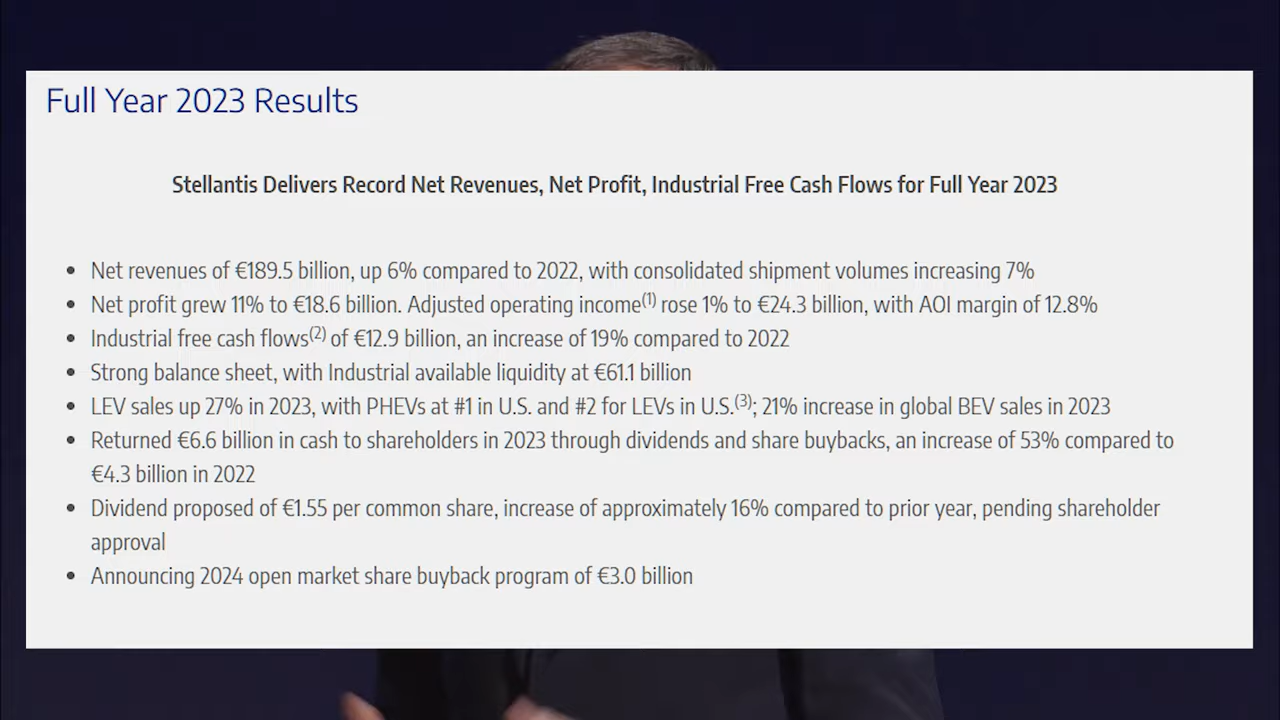 Full Year 2023 Results
Stellantis Delivers Record Net Revenues, Net Profit, Industrial Free Cash Flows for Full Year 2023
• Net revenues of €189.5 billion, up 6% compared to 2022, with consolidated shipment volumes increasing 7%
• Net profit grew 11% to €18.6 billion. Adjusted operating income(1) rose 1% to €24.3 billion, with AOI margin of 12.8%
• Industrial free cash flows(2) of €12.9 billion, an increase of 19% compared to 2022
• Strong balance sheet, with Industrial available liquidity at €61.1 billion
• LEV sales up 27% in 2023, with PHEVs at #1 in U.S. and #2 for LEVs in U.S.(3); 21% increase in global BEV sales in 2023
• Returned €6.6 billion in cash to shareholders in 2023 through dividends and share buybacks, an increase of 53% compared to
€4.3 billion in 2022
• Dividend proposed of €1.55 per common share, increase of approximately 16% compared to prior year, pending shareholder
approval
• Announcing 2024 open market share buyback program of €3.0 billion